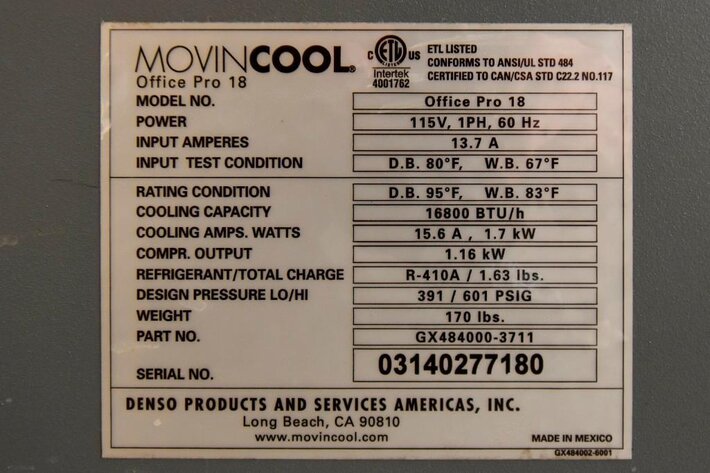 MOVINCOOL®
Office Pro 18
C ETL US
Intertek
4001762
ETL LISTED
CONFORMS TO ANSI/UL STD 484
CERTIFIED TO CAN/CSA STD C22.2 NO.117
MODEL NO. Office Pro 18
POWER 115V, 1PH, 60 Hz
INPUT AMPERES 13.7 A
INPUT TEST CONDITION D.B. 80°F, W.B. 67°F
RATING CONDITION D.B. 95°F, W.B. 83°F
COOLING CAPACITY 16800 BTU/h
COOLING AMPS. WATTS 15.6 A , 1.7 kW
COMPR. OUTPUT 1.16 kW
REFRIGERANT/TOTAL CHARGE R-410A / 1.63 lbs.
DESIGN PRESSURE LO/HI 391 / 601 PSIG
WEIGHT 170 lbs.
PART NO. GX484000-3711
SERIAL NO. 03140277180
DENSO PRODUCTS AND SERVICES AMERICAS, INC.
Long Beach, CA 90810
www.movincool.com
MADE IN MEXICO
GX484002-6001